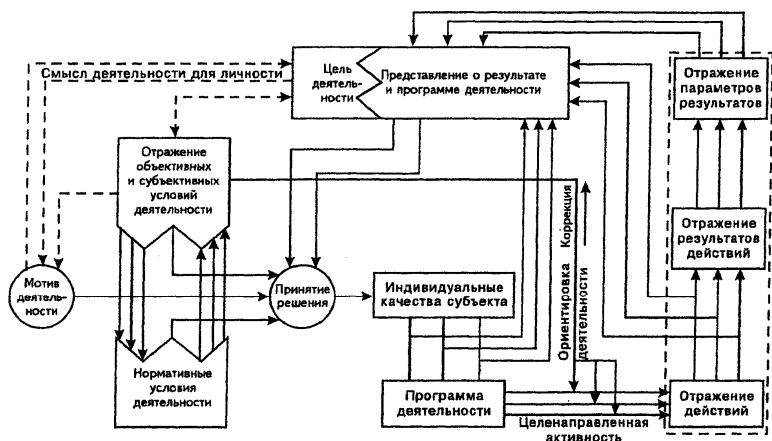 Смысл деятельности для личности
Цель
деятель-
ности
Представление о результате
и программе деятельности
Отражение
параметров
результатов
Отражение
объективных
и субъективных
условий
деятельности
Отражение
результатов
действий
Мотив
деятель-
ности
Принятие
решения
Индивидуальные
качества субъекта
Ориентировка Коррекция
деятельности
Нормативные
условия
деятельности
Программа
деятельности
Отражение
действий
Целенаправленная
активность